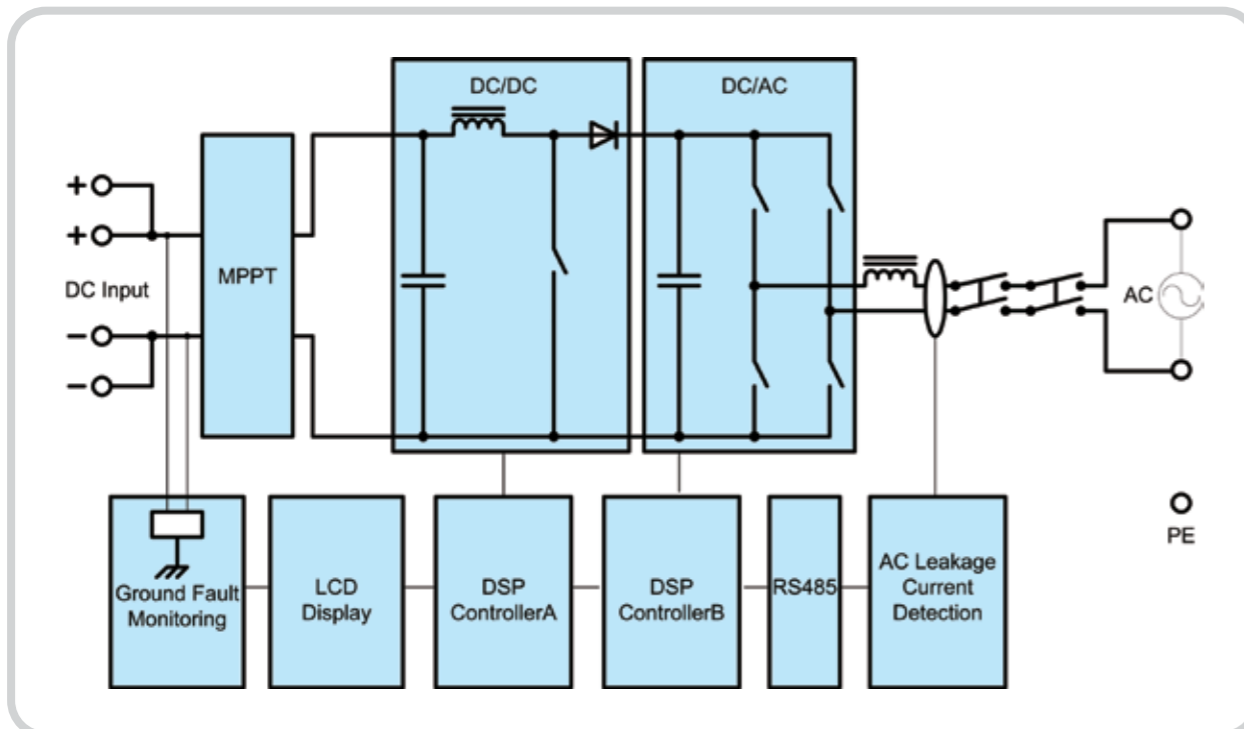 DC/DC
DC/AC
+
+
DC Input
−
−
MPPT
AC
PE
Ground Fault
Monitoring
LCD
Display
DSP
ControllerA
DSP
ControllerB
RS485
AC Leakage
Current
Detection